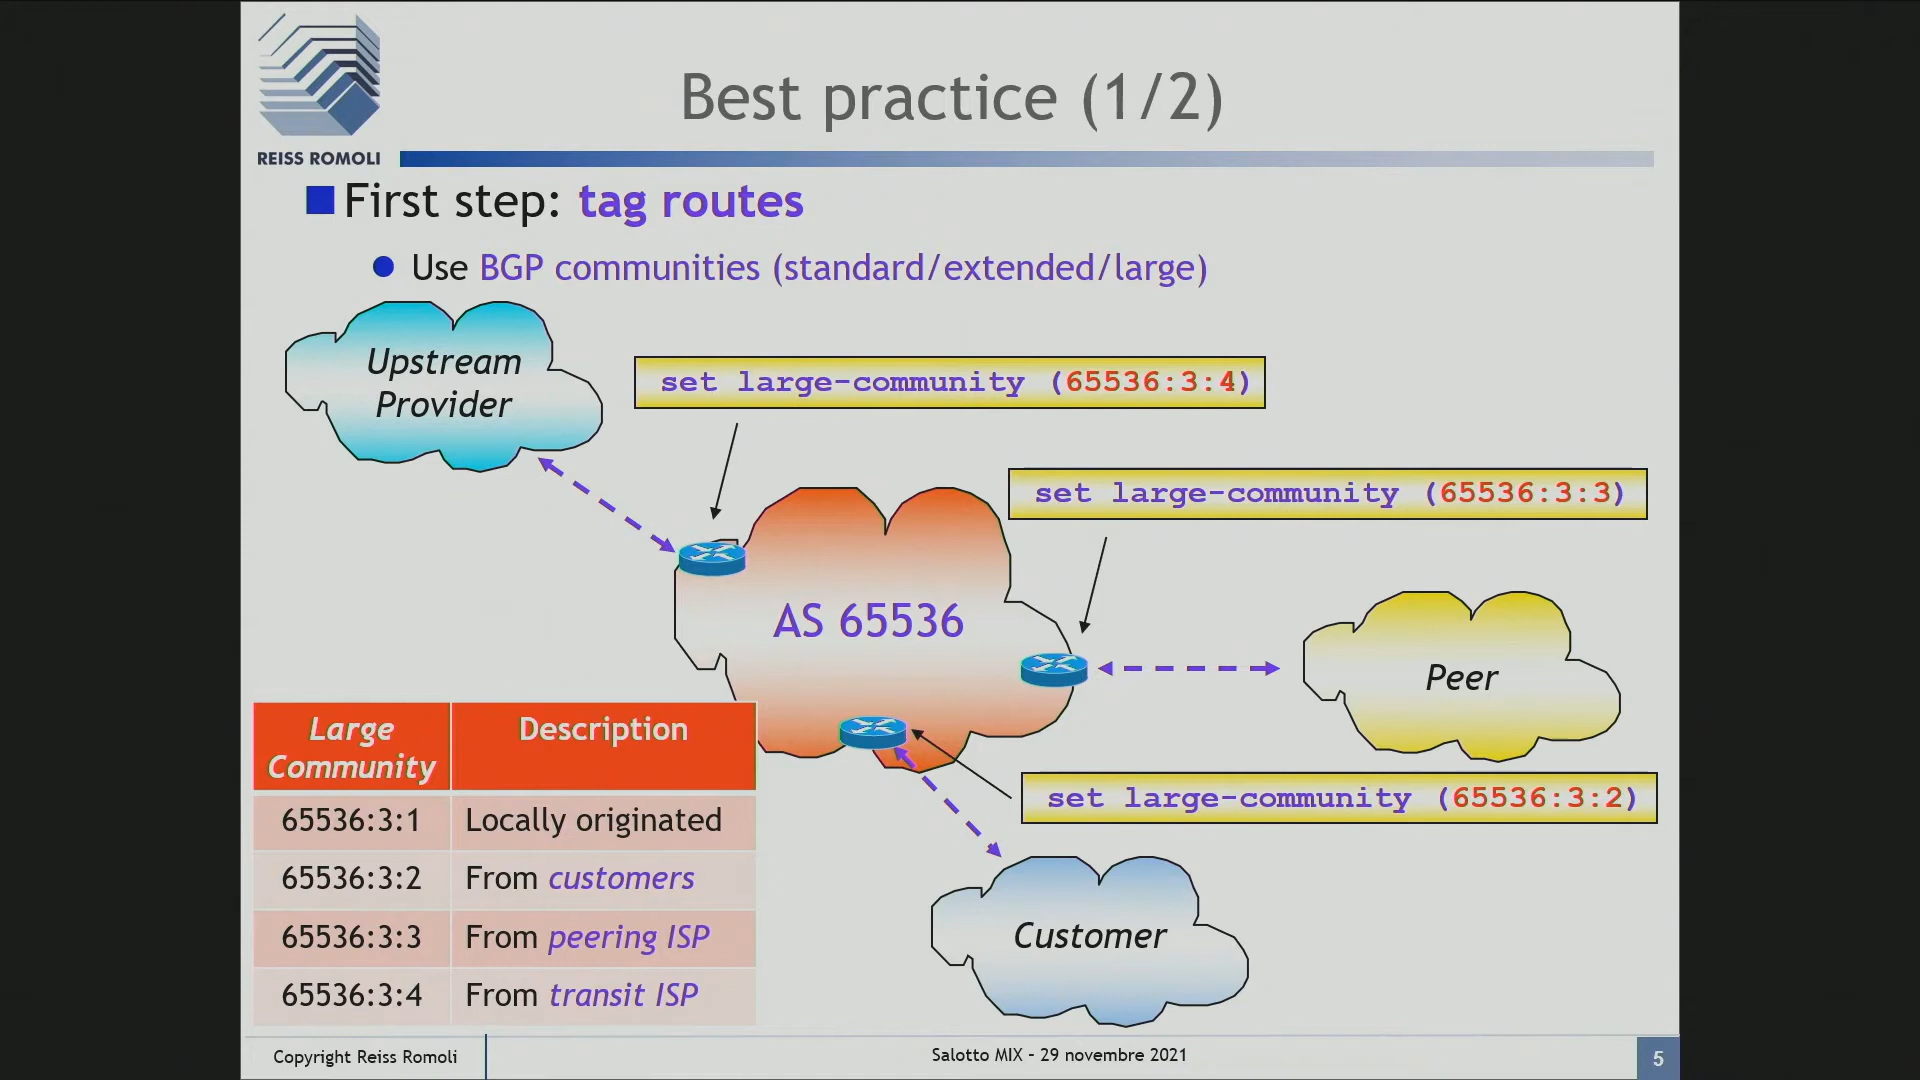 REISS ROMOLI
Best practice (1/2)
First step: tag routes
Use BGP communities (standard/extended/large)
Upstream
Provider
set large-community (65536:3:4)
set large-community (65536:3:3)
AS 65536
Peer
set large-community (65536:3:2)
Customer
Large Community Description
65536:3:1 Locally originated
65536:3:2 From customers
65536:3:3 From peering ISP
65536:3:4 From transit ISP
Copyright Reiss Romoli
Salotto MIX – 29 novembre 2021
5